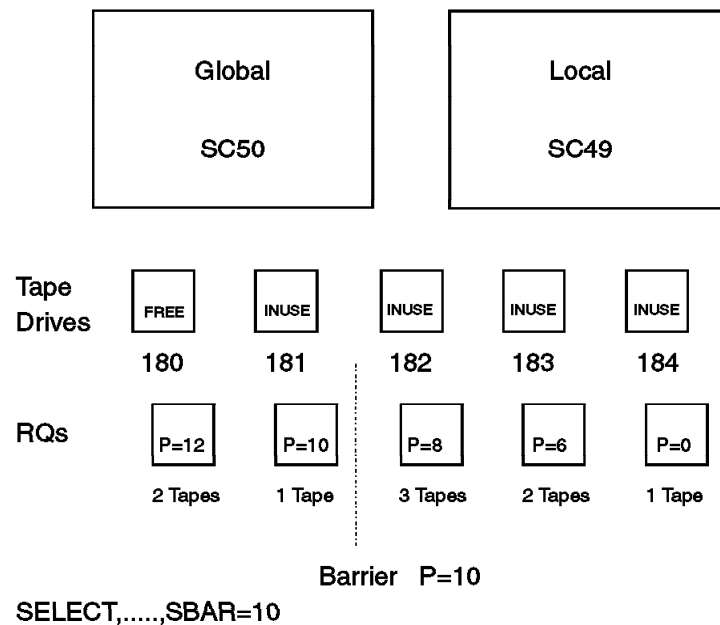 Global Local
SC50 SC49
Tape
Drives
FREE INUSE INUSE INUSE INUSE
180 181 182 183 184
RQs
P=12 P=10 P=8 P=6 P=0
2 Tapes 1 Tape 3 Tapes 2 Tapes 1 Tape
Barrier P=10
SELECT,.....,SBAR=10